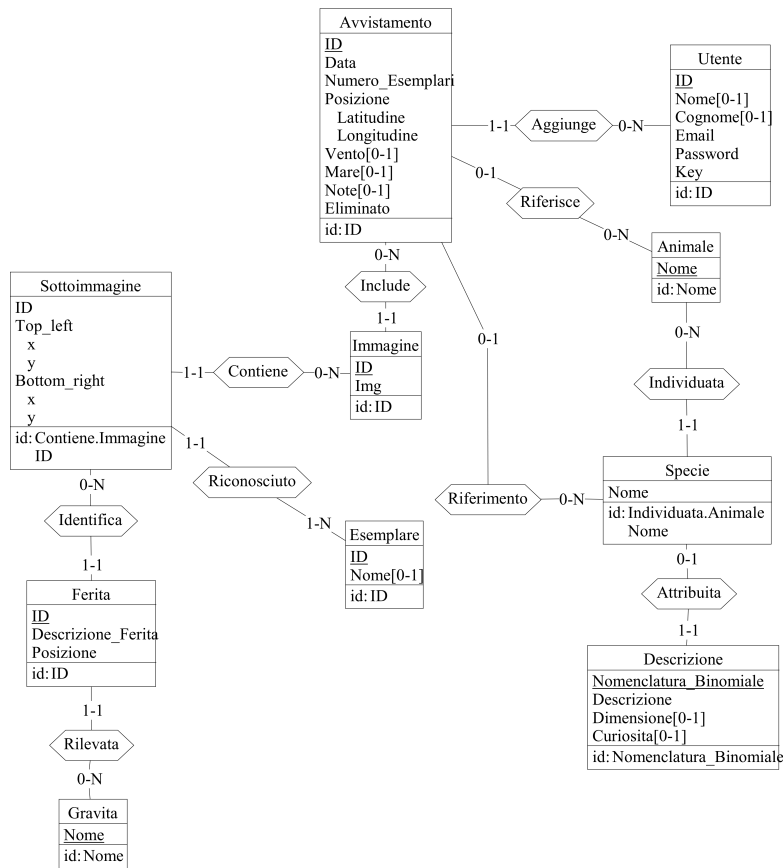 Avvistamento
ID
Data
Numero_Esemplari
Posizione
Latitudine
Longitudine
Vento[0-1]
Mare[0-1]
Note[0-1]
Eliminato
id: ID
1-1
Aggiunge
0-N
Utente
ID
Nome[0-1]
Cognome[0-1]
Email
Password
Key
id: ID
0-1
Riferisce
0-N
Animale
Nome
id: Nome
0-N
Include
1-1
Immagine
ID
Img
id: ID
Sottoimmagine
ID
Top_left
x
y
Bottom_right
x
y
id: Contiene.Immagine
ID
1-1
Contiene
0-N
0-1
Riferimento
0-N
0-N
Individuata
1-1
Specie
Nome
id: Individuata.Animale
Nome
1-1
Riconosciuto
1-N
Esemplare
ID
Nome[0-1]
id: ID
0-N
Identifica
1-1
Ferita
ID
Descrizione_Ferita
Posizione
id: ID
0-1
Attribuita
1-1
Descrizione
Nomenclatura_Binomiale
Descrizione
Dimensione[0-1]
Curiosita[0-1]
id: Nomenclatura_Binomiale
1-1
Rilevata
0-N
Gravita
Nome
id: Nome